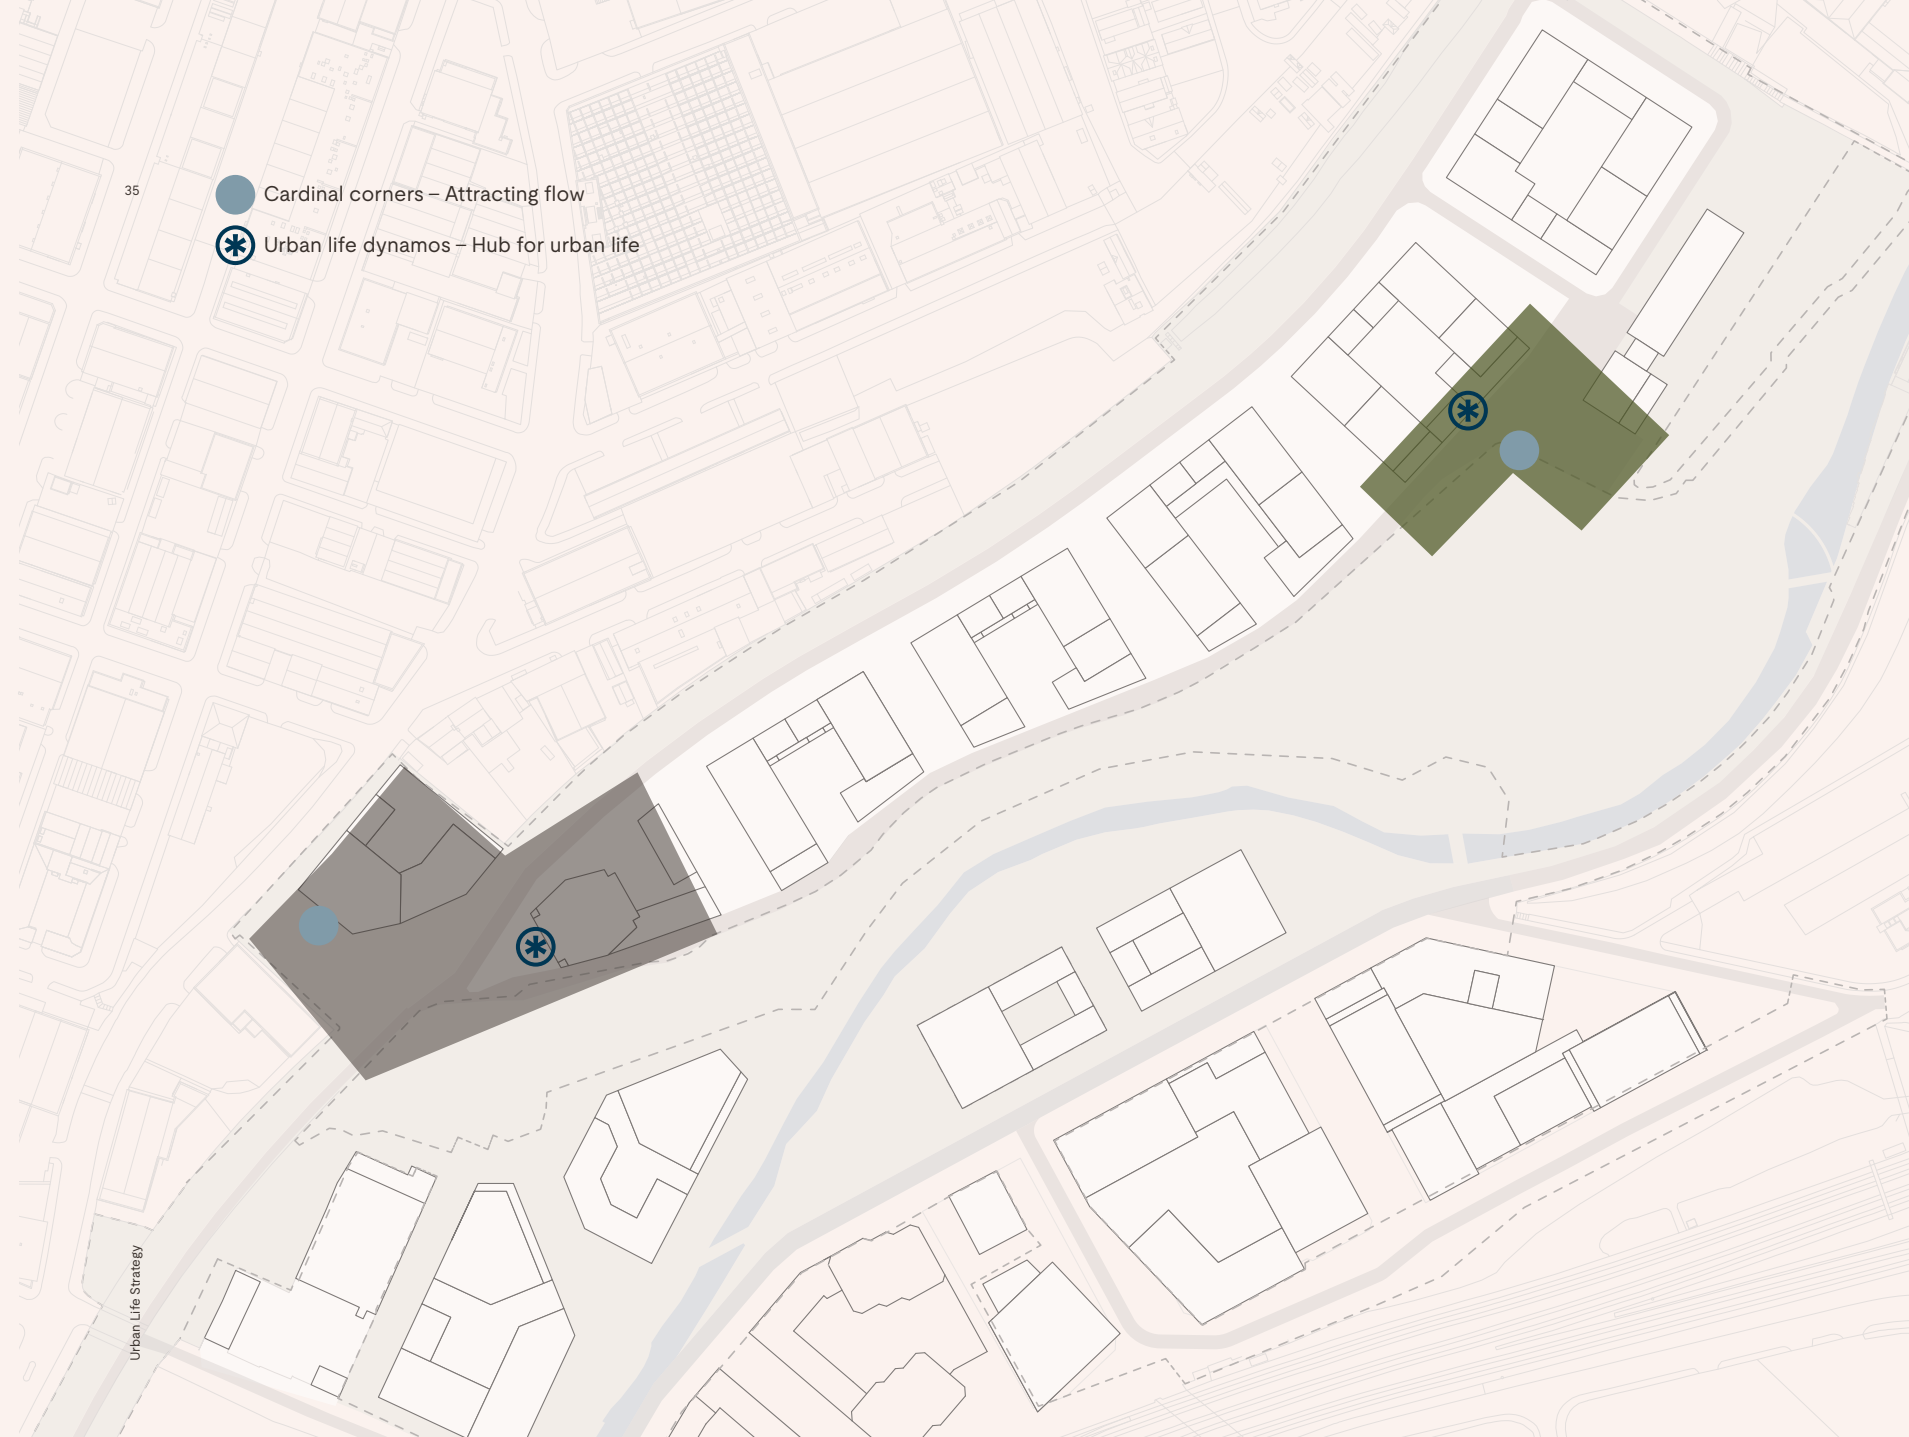 35
Cardinal corners – Attracting flow
Urban life dynamos – Hub for urban life
Urban Life Strategy